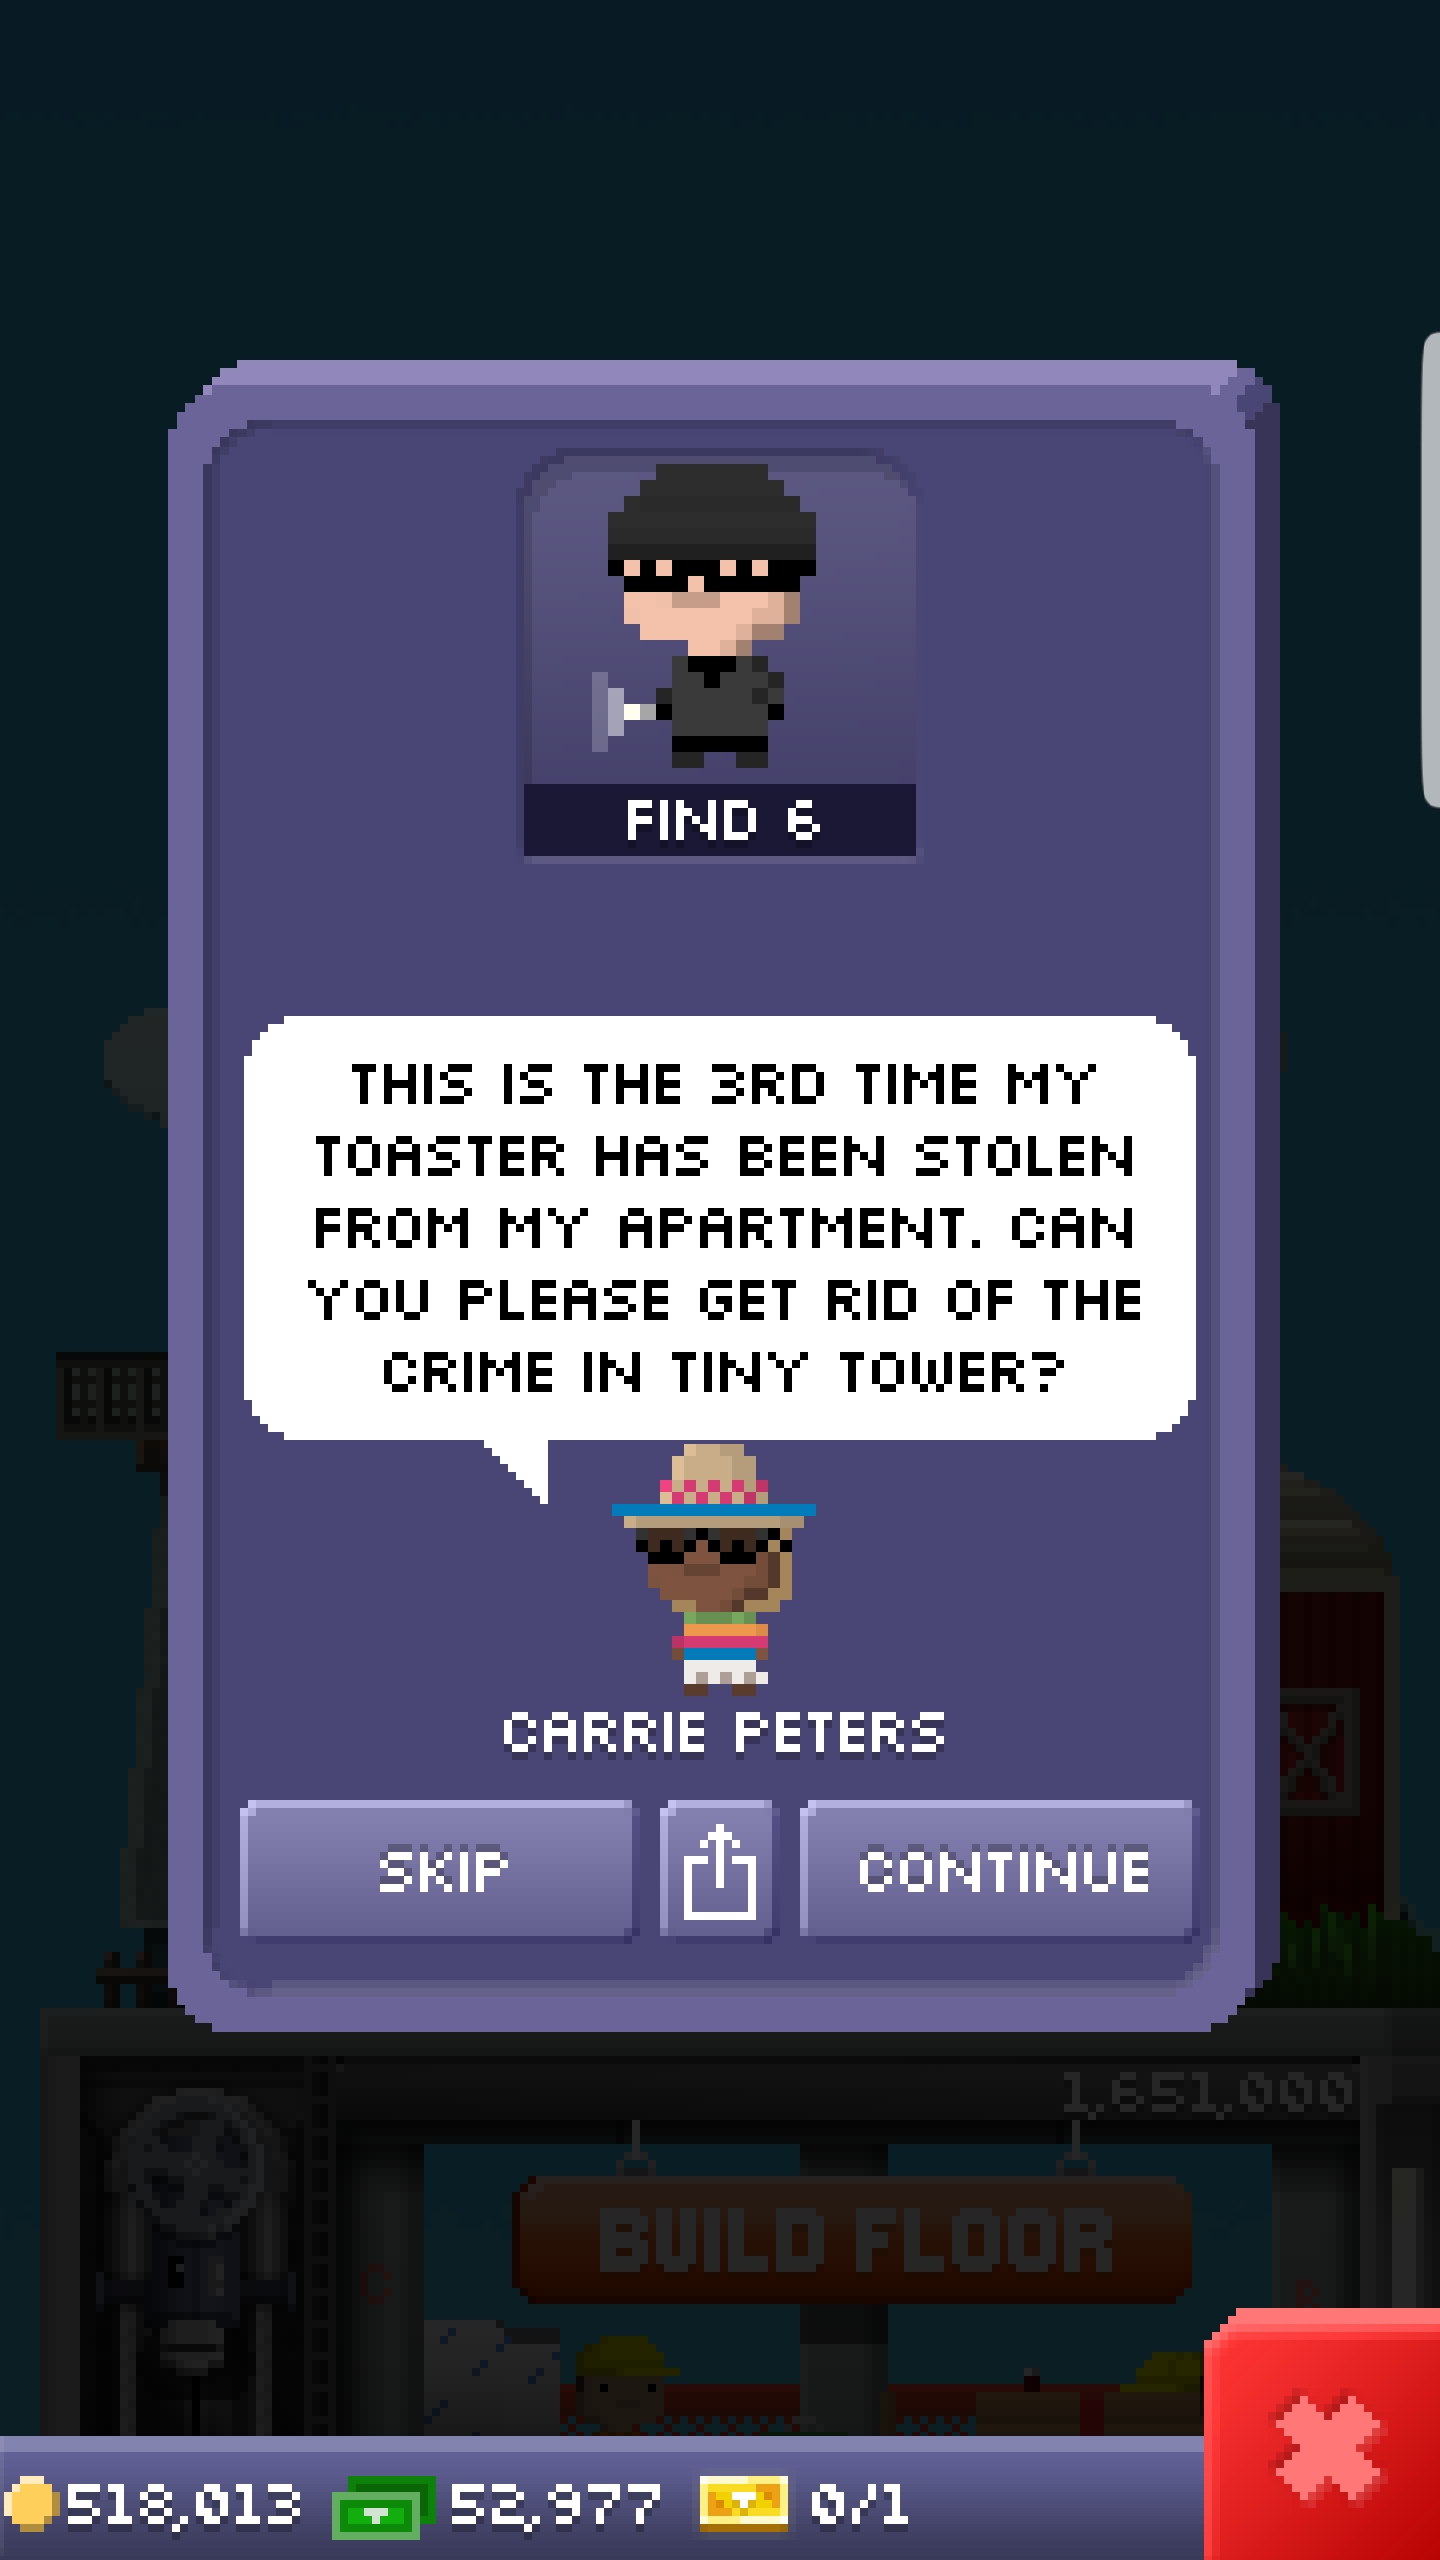 FIND 6
THIS IS THE 3RD TIME MY
TOASTER HAS BEEN STOLEN
FROM MY APARTMENT. CAN
YOU PLEASE GET RID OF THE
CRIME IN TINY TOWER?
CARRIE PETERS
SKIP
CONTINUE
1,651,000
BUILD FLOOR
518,013
52,977
0/1